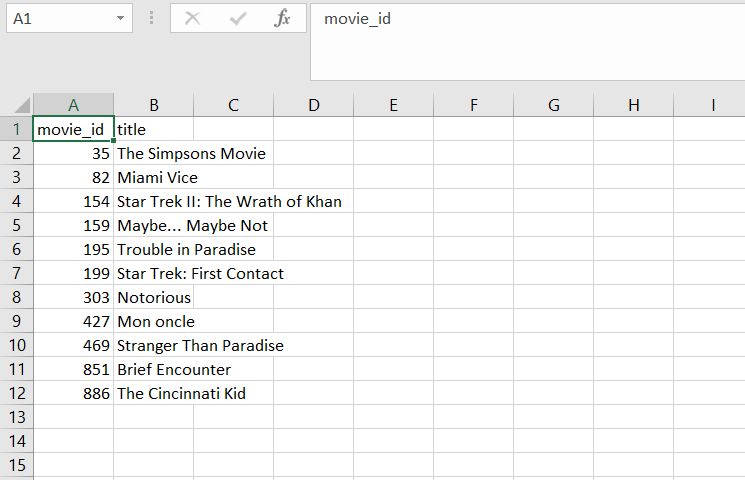 A1 fx movie_id
A B C D E F G H I
1 movie_id title
2 35 The Simpsons Movie
3 82 Miami Vice
4 154 Star Trek II: The Wrath of Khan
5 159 Maybe... Maybe Not
6 195 Trouble in Paradise
7 199 Star Trek: First Contact
8 303 Notorious
9 427 Mon oncle
10 469 Stranger Than Paradise
11 851 Brief Encounter
12 886 The Cincinnati Kid
13
14
15